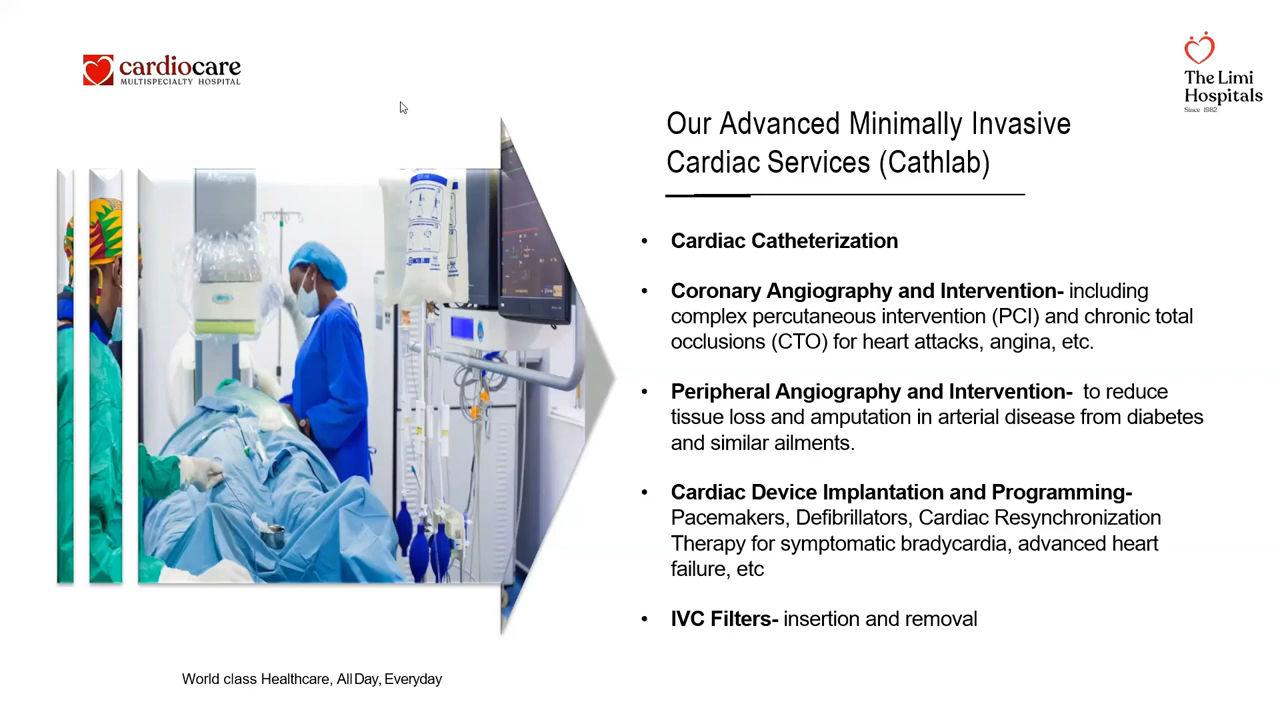 cardiocare
MULTISPECIALTY HOSPITAL
The Limi
Hospitals
Since 1982
Our Advanced Minimally Invasive
Cardiac Services (Cathlab)
• Cardiac Catheterization
• Coronary Angiography and Intervention- including
complex percutaneous intervention (PCI) and chronic total
occlusions (CTO) for heart attacks, angina, etc.
• Peripheral Angiography and Intervention- to reduce
tissue loss and amputation in arterial disease from diabetes
and similar ailments.
• Cardiac Device Implantation and Programming-
Pacemakers, Defibrillators, Cardiac Resynchronization
Therapy for symptomatic bradycardia, advanced heart
failure, etc
• IVC Filters- insertion and removal
World class Healthcare, All Day, Everyday